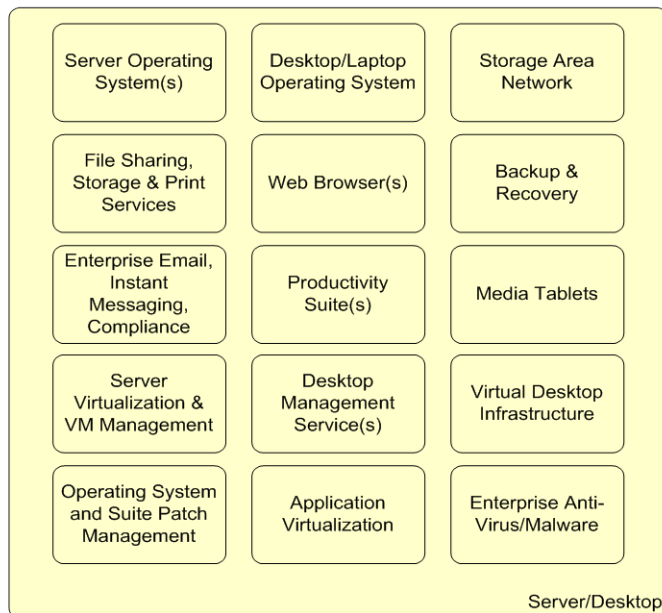 Server Operating
System(s)
Desktop/Laptop
Operating System
Storage Area
Network
File Sharing,
Storage & Print
Services
Web Browser(s)
Backup &
Recovery
Enterprise Email,
Instant
Messaging,
Compliance
Productivity
Suite(s)
Media Tablets
Server
Virtualization &
VM Management
Desktop
Management
Service(s)
Virtual Desktop
Infrastructure
Operating System
and Suite Patch
Management
Application
Virtualization
Enterprise Anti-
Virus/Malware
Server/Desktop